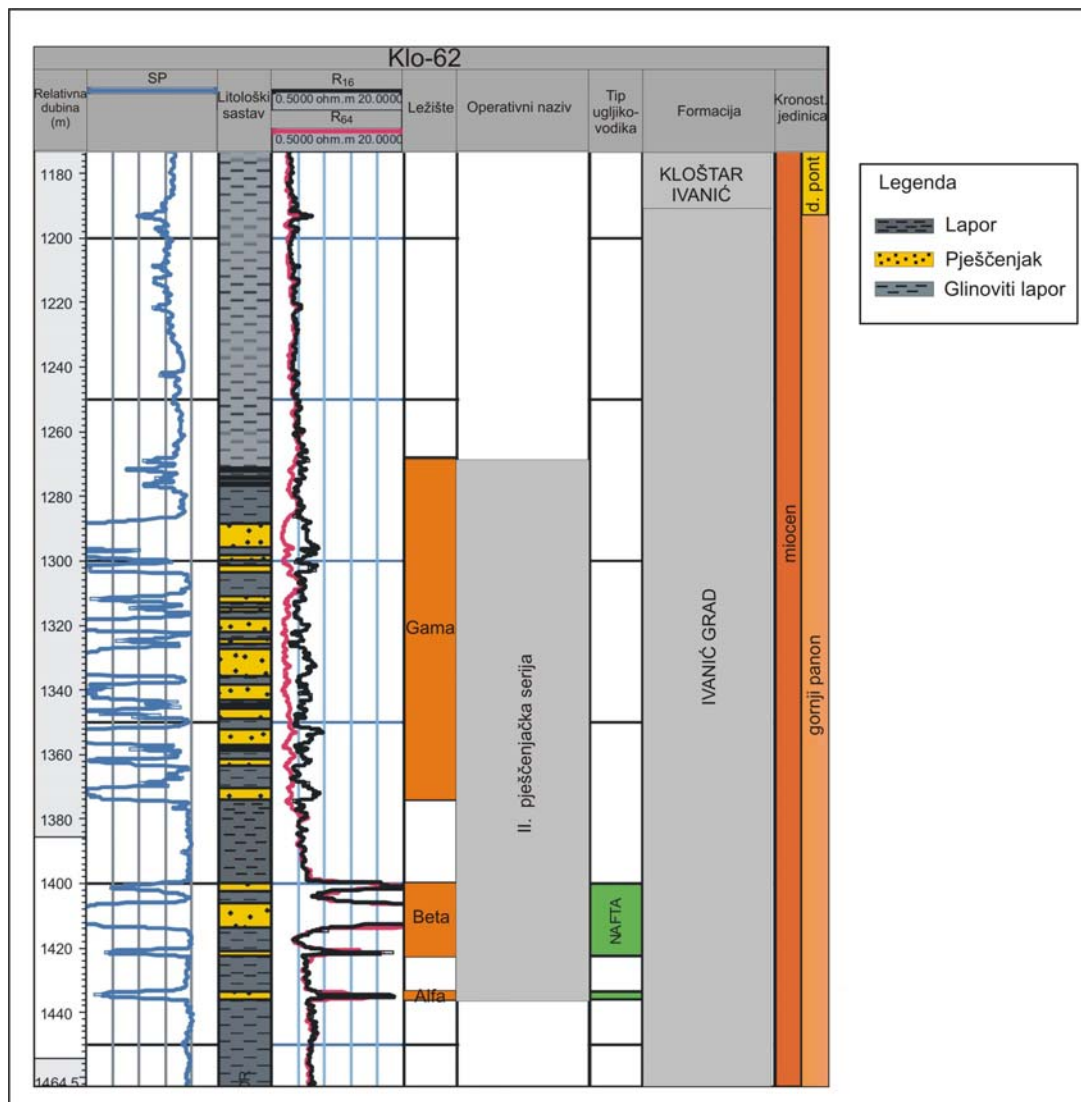 Klo-62
Relativna
dubina
(m)
SP
Litološki
sastav
R16
0.5000 ohm.m 20.0000
R64
0.5000 ohm.m 20.0000
Ležište
Operativni naziv
Tip
ugljiko-
vodika
Formacija
Kronost.
jedinica
1180
1200
1220
1240
1260
1280
1300
1320
1340
1360
1380
1400
1420
1440
1464.5
Gama
Beta
Alfa
II. pješčenjačka serija
NAFTA
KLOŠTAR
IVANIĆ
IVANIĆ GRAD
miocen
d. pont
gornji panon
Legenda
Lapor
Pješčenjak
Glinoviti lapor